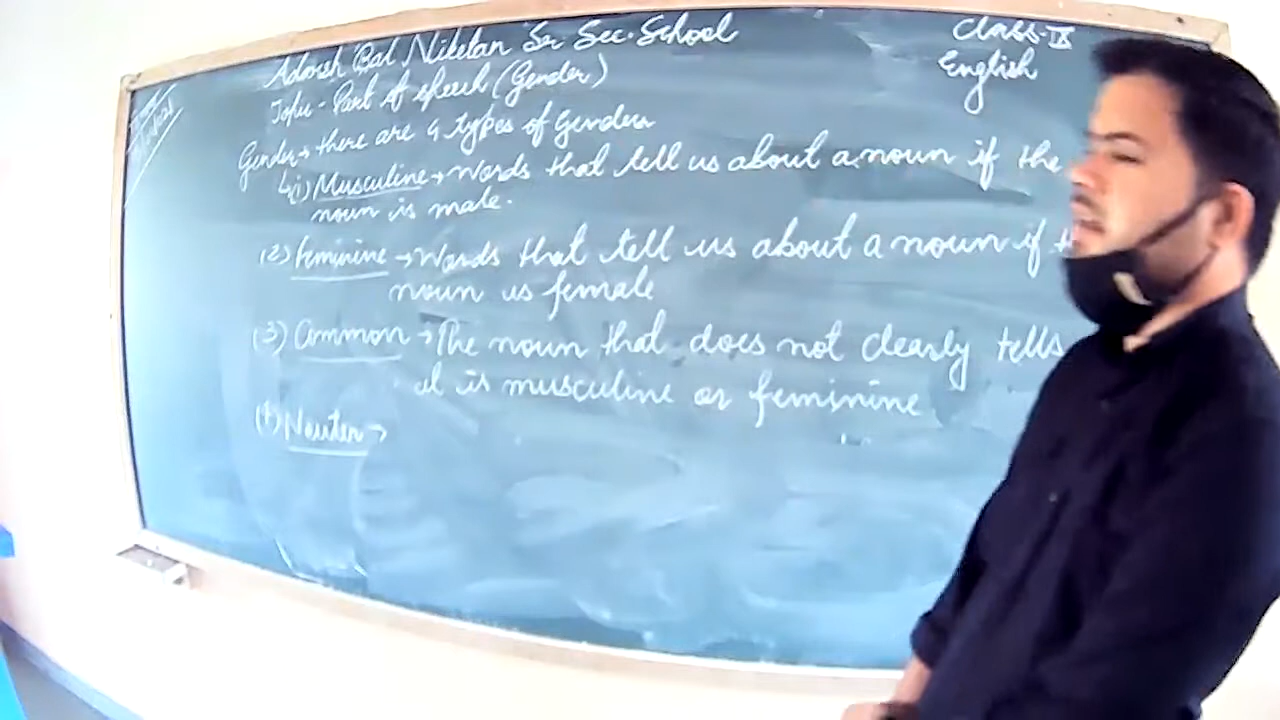 Adarsh Bal Niketan Sr Sec. School
Class-IX
English
Topic - Part of speech (Gender)
Gender → there are 4 types of Gender
(1) Musculine → Words that tell us about a noun if the
noun is male.
(2) Feminine → Words that tell us about a noun if
noun is female
(3) Common → The noun that does not clearly tells
it is musculine or feminine
(4) Neuter →